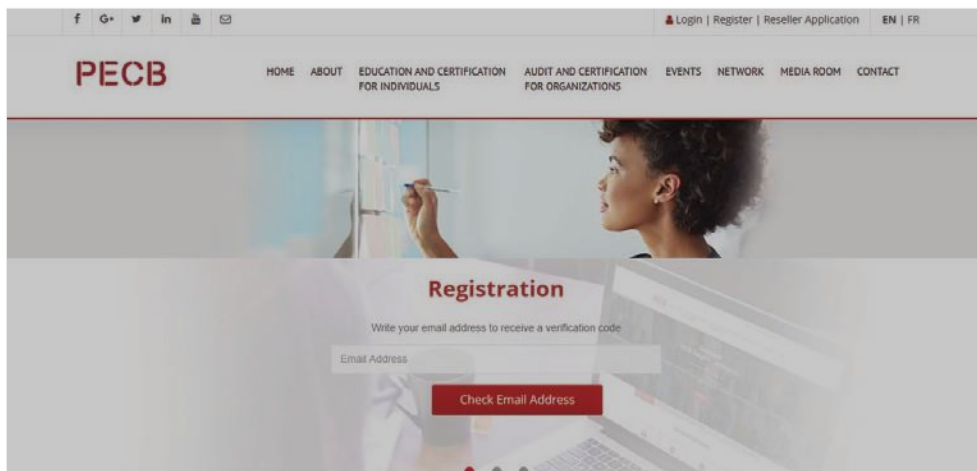 Login | Register | Reseller Application EN | FR
PECB
HOME ABOUT EDUCATION AND CERTIFICATION FOR INDIVIDUALS AUDIT AND CERTIFICATION FOR ORGANIZATIONS EVENTS NETWORK MEDIA ROOM CONTACT
Registration
Write your email address to receive a verification code
Email Address
Check Email Address